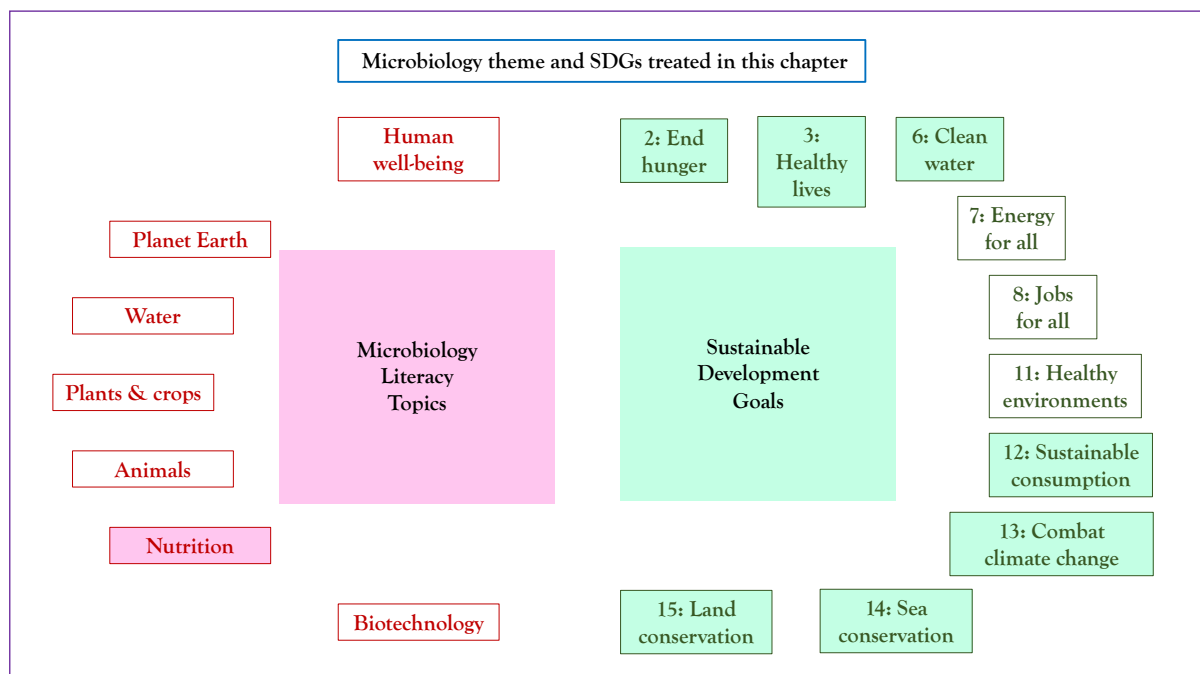 Microbiology theme and SDGs treated in this chapter
Human
well-being
Planet Earth
Water
Plants & crops
Animals
Nutrition
Biotechnology
Microbiology
Literacy
Topics
Sustainable
Development
Goals
2: End
hunger
3:
Healthy
lives
6: Clean
water
7: Energy
for all
8: Jobs
for all
11: Healthy
environments
12: Sustainable
consumption
13: Combat
climate change
14: Sea
conservation
15: Land
conservation